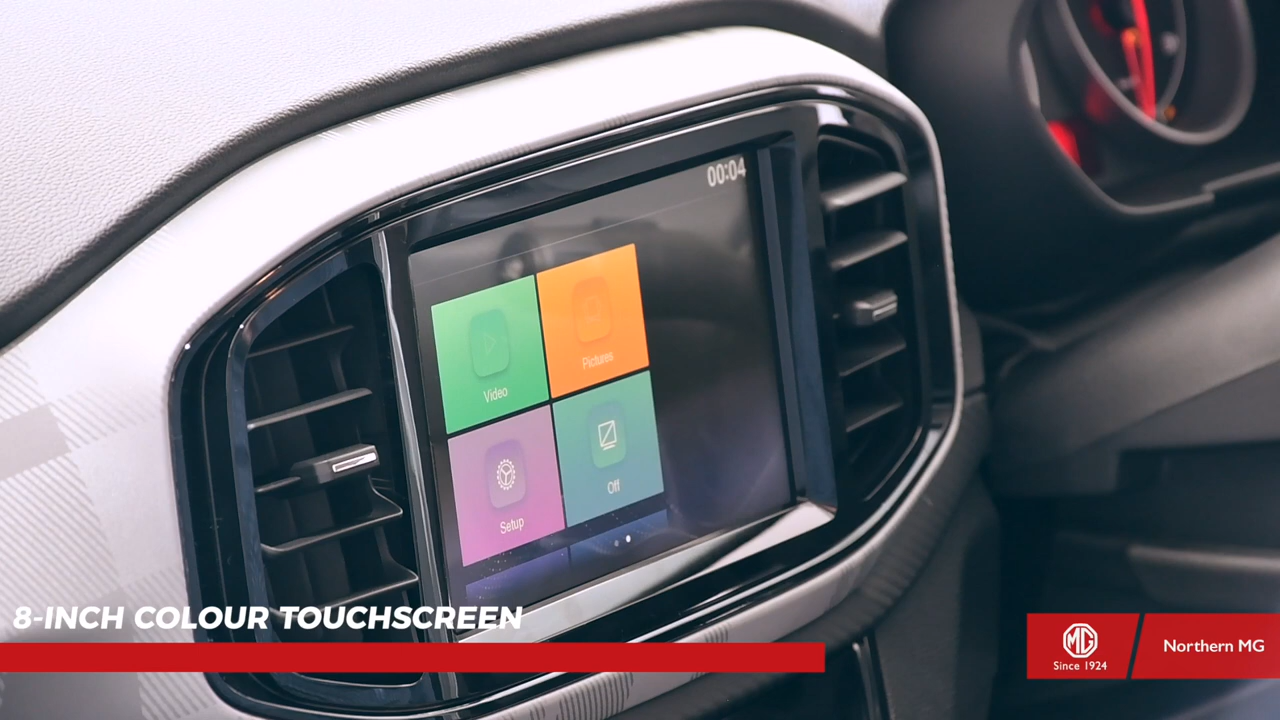 00:04
Video
Pictures
Setup
Off
8-INCH COLOUR TOUCHSCREEN
MG
Since 1924
Northern MG